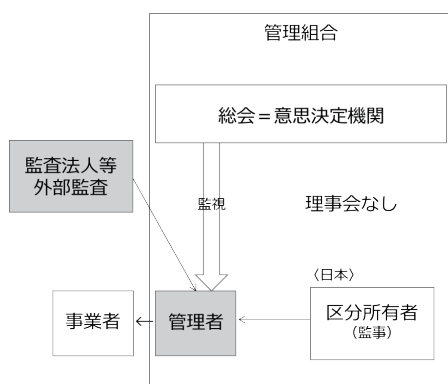 管理組合
総会＝意思決定機関
監査法人等
外部監査
監視
理事会なし
〈日本〉
事業者
管理者
区分所有者
（監事）